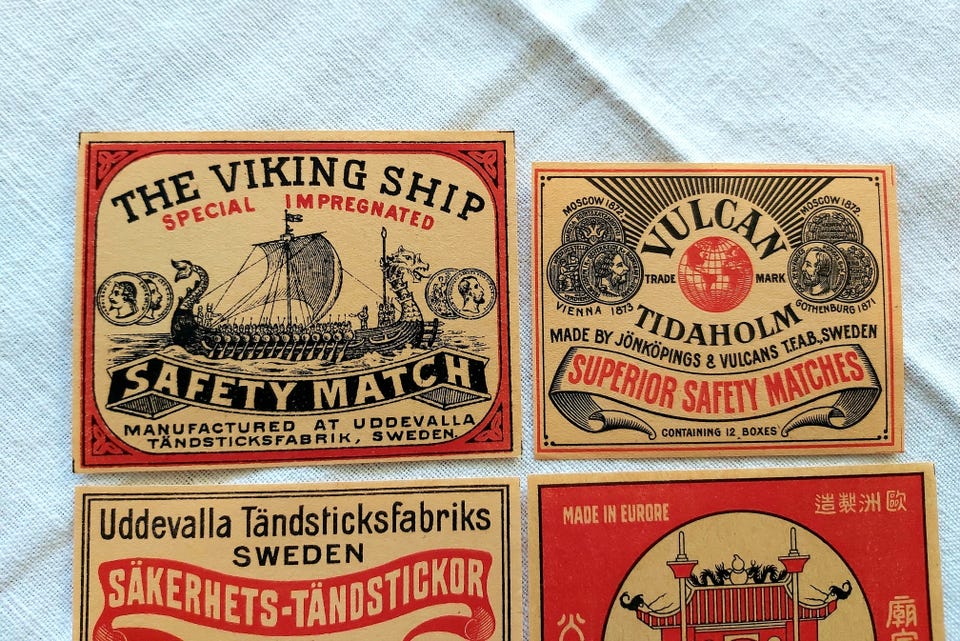 THE VIKING SHIP
SPECIAL IMPREGNATED
SAFETY MATCH
MANUFACTURED AT UDDEVALLA
TÄNDSTICKSFABRIK, SWEDEN.
MOSCOW 1872.
MOSCOW 1872.
VULCAN
TRADE MARK
VIENNA 1873
GOTHENBURG 1871
TIDAHOLM
MADE BY JÖNKÖPINGS & VULCANS T.F.A.B., SWEDEN
SUPERIOR SAFETY MATCHES
CONTAINING 12 BOXES
Uddevalla Tändsticksfabriks
SWEDEN
SÄKERHETS-TÄNDSTICKOR
MADE IN EURORE
造製洲歐
廟
公